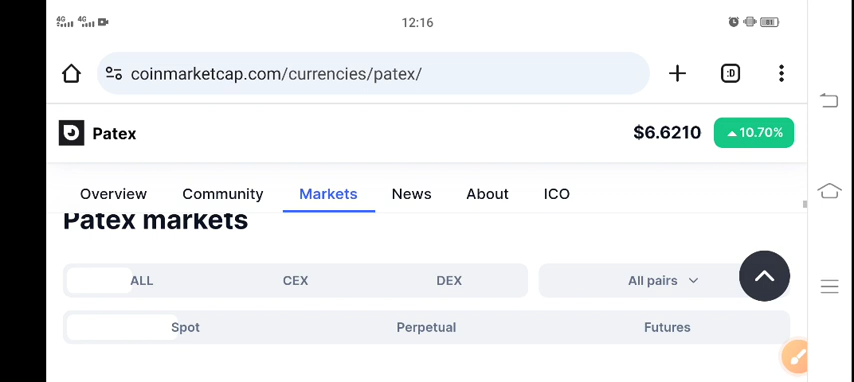 4G 4G 12:16 81
coinmarketcap.com/currencies/patex/ :D
Patex $6.6210 10.70%
Overview Community Markets News About ICO
Patex markets
ALL CEX DEX All pairs
Spot Perpetual Futures